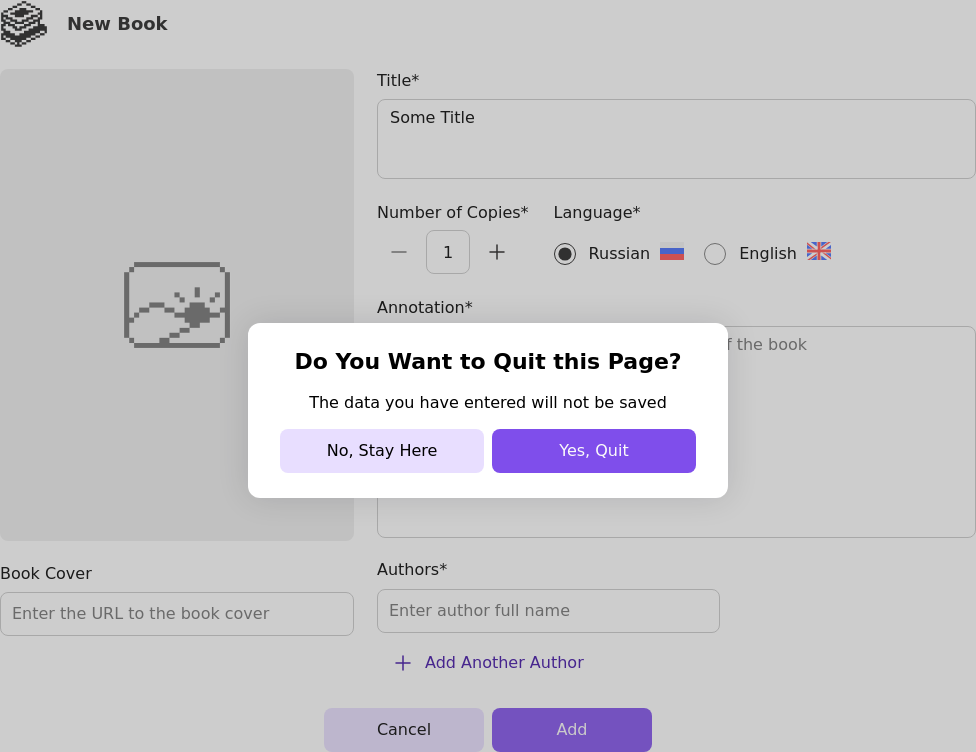 New Book
Title*
Some Title
Number of Copies* Language*
1 Russian English
Annotation*
the book
Do You Want to Quit this Page?
The data you have entered will not be saved
No, Stay Here Yes, Quit
Book Cover
Enter the URL to the book cover
Authors*
Enter author full name
Add Another Author
Cancel Add